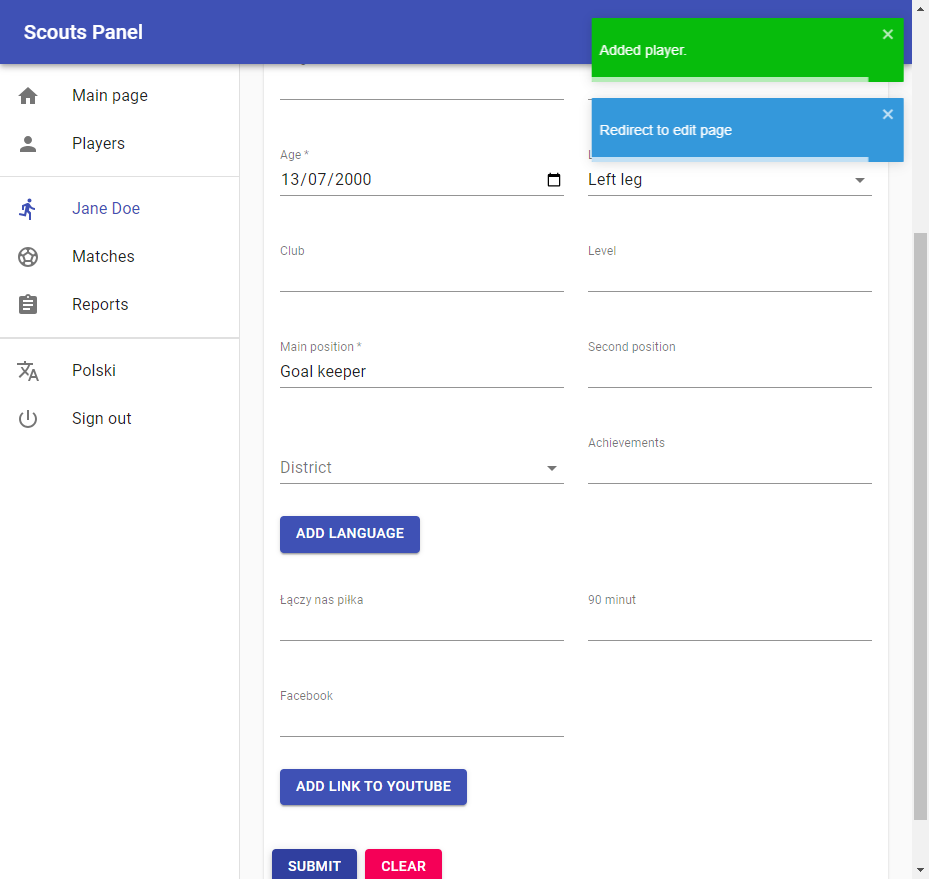 Scouts Panel
Added player.
Redirect to edit page
Main page
Players
Jane Doe
Matches
Reports
Polski
Sign out
Age *
13/07/2000
Left leg
Club
Level
Main position *
Goal keeper
Second position
District
Achievements
ADD LANGUAGE
Łączy nas piłka
90 minut
Facebook
ADD LINK TO YOUTUBE
SUBMIT
CLEAR